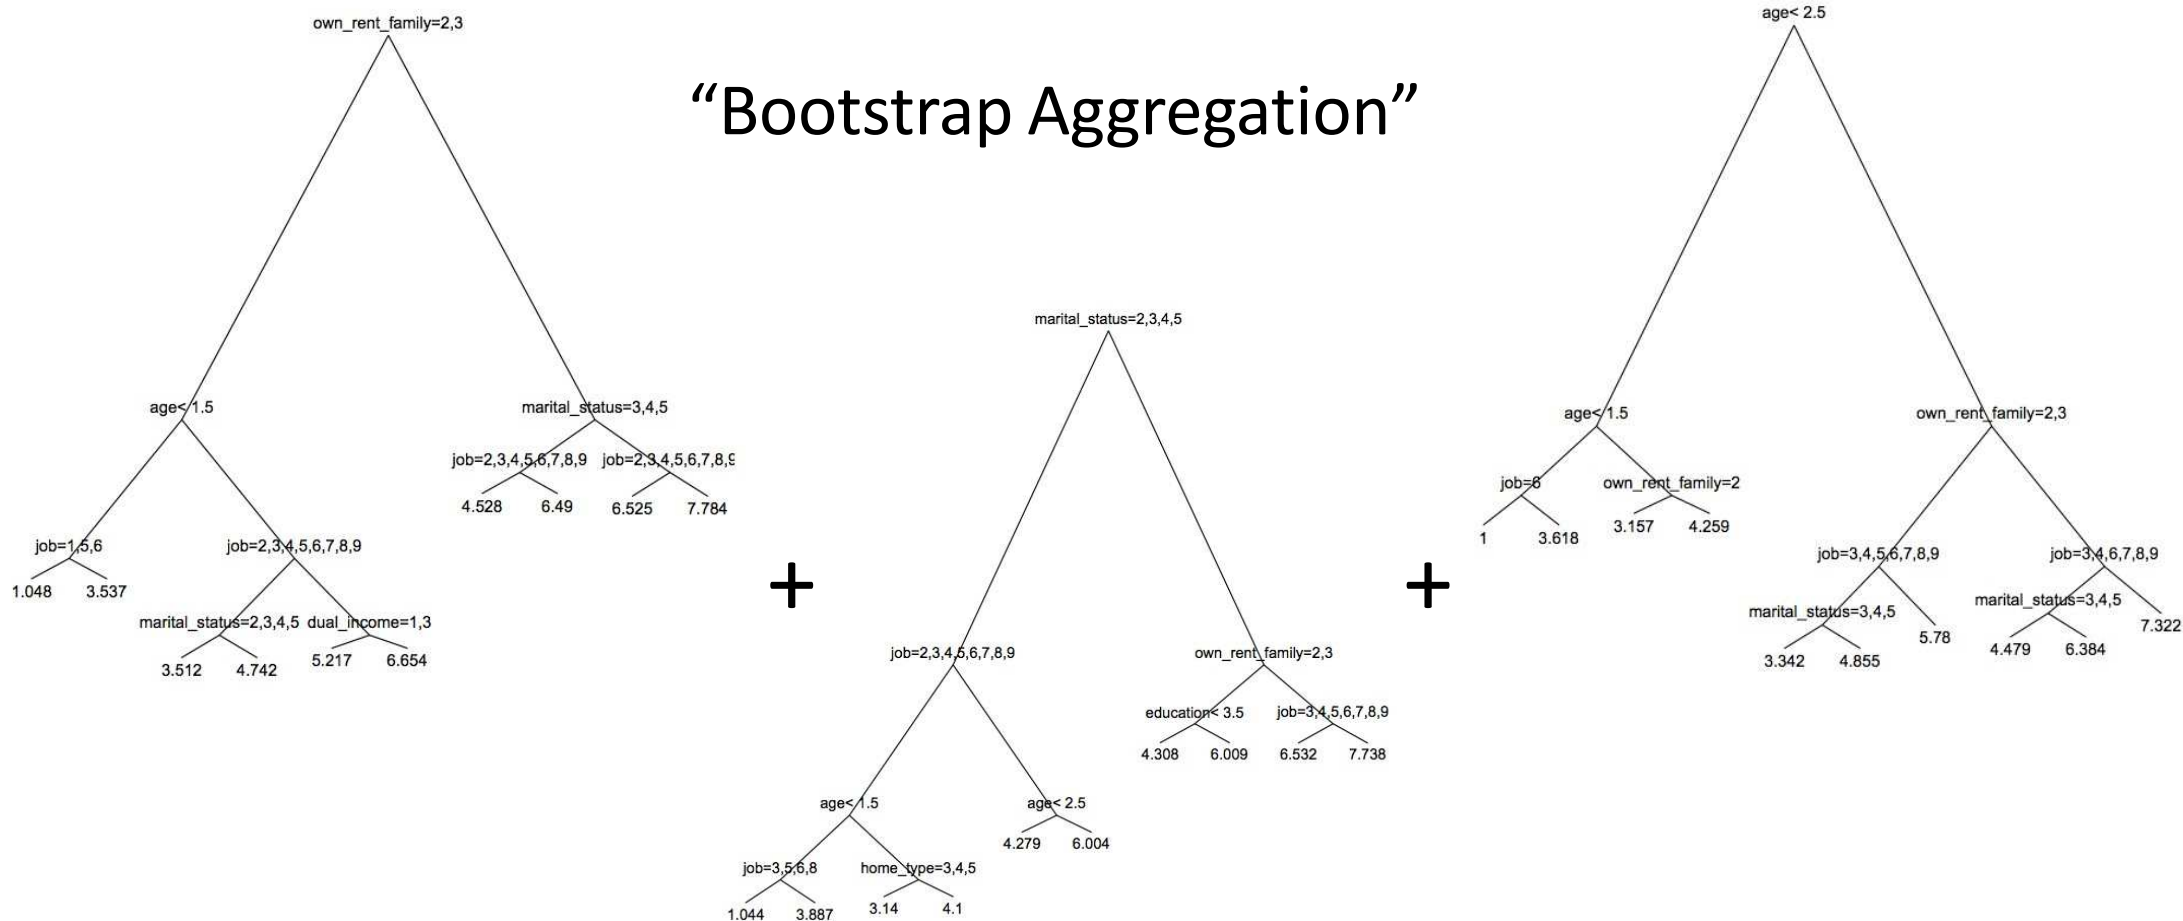 “Bootstrap Aggregation”
own_rent_family=2,3
age< 1.5
marital_status=3,4,5
job=2,3,4,5,6,7,8,9
job=2,3,4,5,6,7,8,9
4.528
6.49
6.525
7.784
job=1,5,6
job=2,3,4,5,6,7,8,9
1.048
3.537
marital_status=2,3,4,5
dual_income=1,3
3.512
4.742
5.217
6.654
+
marital_status=2,3,4,5
job=2,3,4,5,6,7,8,9
own_rent_family=2,3
education< 3.5
job=3,4,5,6,7,8,9
4.308
6.009
6.532
7.738
age< 1.5
age< 2.5
4.279
6.004
job=3,5,6,8
home_type=3,4,5
1.044
3.887
3.14
4.1
+
age< 2.5
age< 1.5
own_rent_family=2,3
job=6
own_rent_family=2
1
3.618
3.157
4.259
job=3,4,5,6,7,8,9
job=3,4,6,7,8,9
marital_status=3,4,5
5.78
marital_status=3,4,5
7.322
3.342
4.855
4.479
6.384